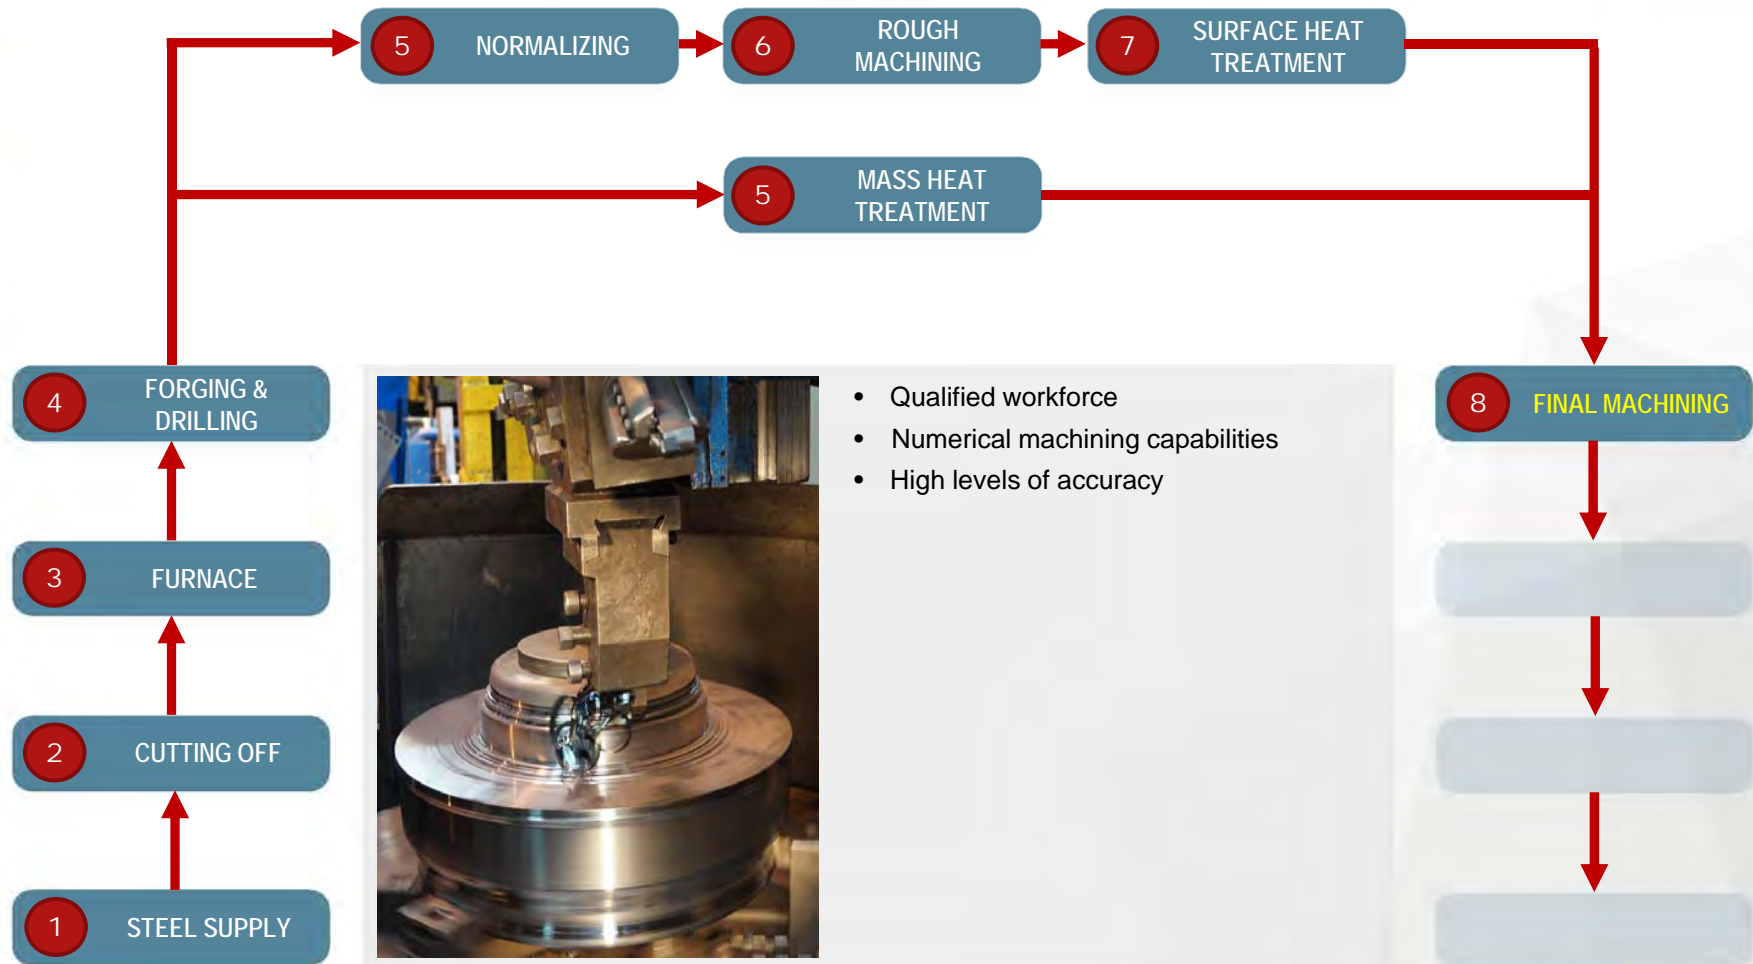 5 NORMALIZING
6 ROUGH
MACHINING
7 SURFACE HEAT
TREATMENT
5 MASS HEAT
TREATMENT
4 FORGING &
DRILLING
• Qualified workforce
• Numerical machining capabilities
• High levels of accuracy
8 FINAL MACHINING
3 FURNACE
2 CUTTING OFF
1 STEEL SUPPLY